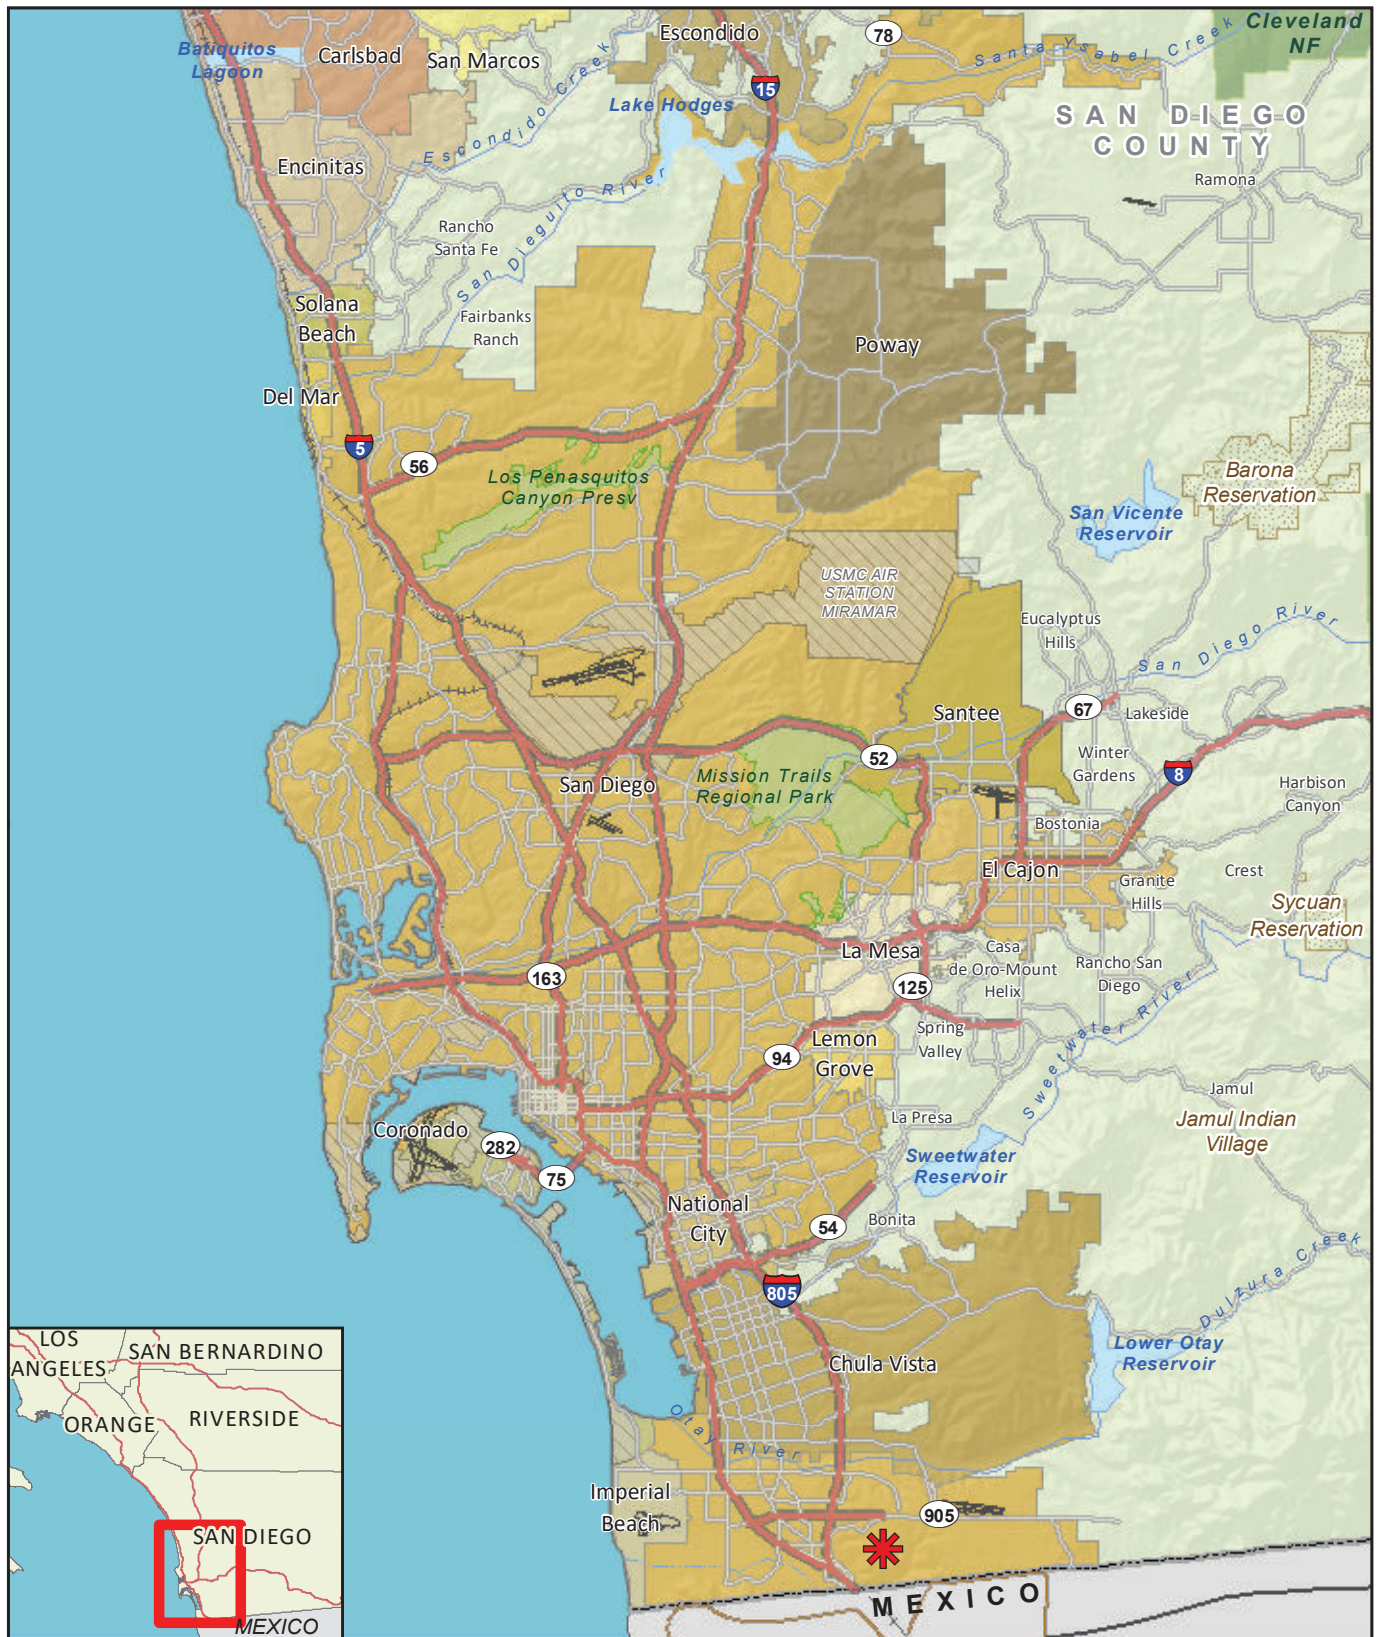 Escondido
78
Cleveland
NF
Santa Ysabel Creek
Batiquitos
Lagoon
Carlsbad
San Marcos
15
Lake Hodges
SAN DIEGO
COUNTY
Escondido Creek
Encinitas
Ramona
San Dieguito River
Rancho
Santa Fe
Solana
Beach
Fairbanks
Ranch
Poway
Del Mar
5
56
Los Penasquitos
Canyon Presv
Barona
Reservation
San Vicente
Reservoir
USMC AIR
STATION
MIRAMAR
Eucalyptus
Hills
San Diego River
Santee
67
Lakeside
52
Winter
Gardens
8
San Diego
Mission Trails
Regional Park
Harbison
Canyon
Bostonia
El Cajon
Granite
Hills
Crest
Sycuan
Reservation
La Mesa
Casa
de Oro-Mount
Helix
Rancho San
Diego
163
125
Spring
Valley
Lemon
Grove
94
Sweetwater River
Jamul
La Presa
Jamul Indian
Village
Coronado
282
75
Sweetwater
Reservoir
National
City
54
Bonita
Dulzura Creek
805
Lower Otay
Reservoir
Chula Vista
Otay River
Imperial
Beach
905
MEXICO
LOS
ANGELES
SAN BERNARDINO
ORANGE
RIVERSIDE
SAN DIEGO
MEXICO